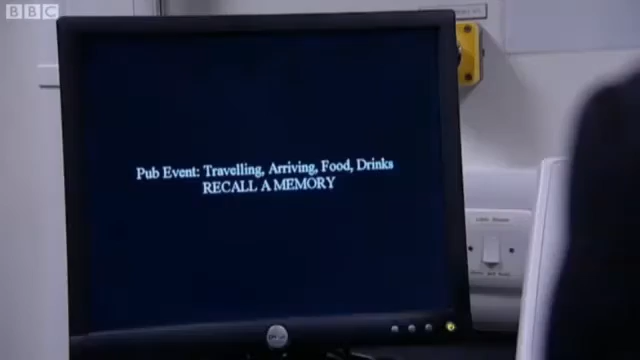 BBC
Pub Event: Travelling, Arriving, Food, Drinks
RECALL A MEMORY